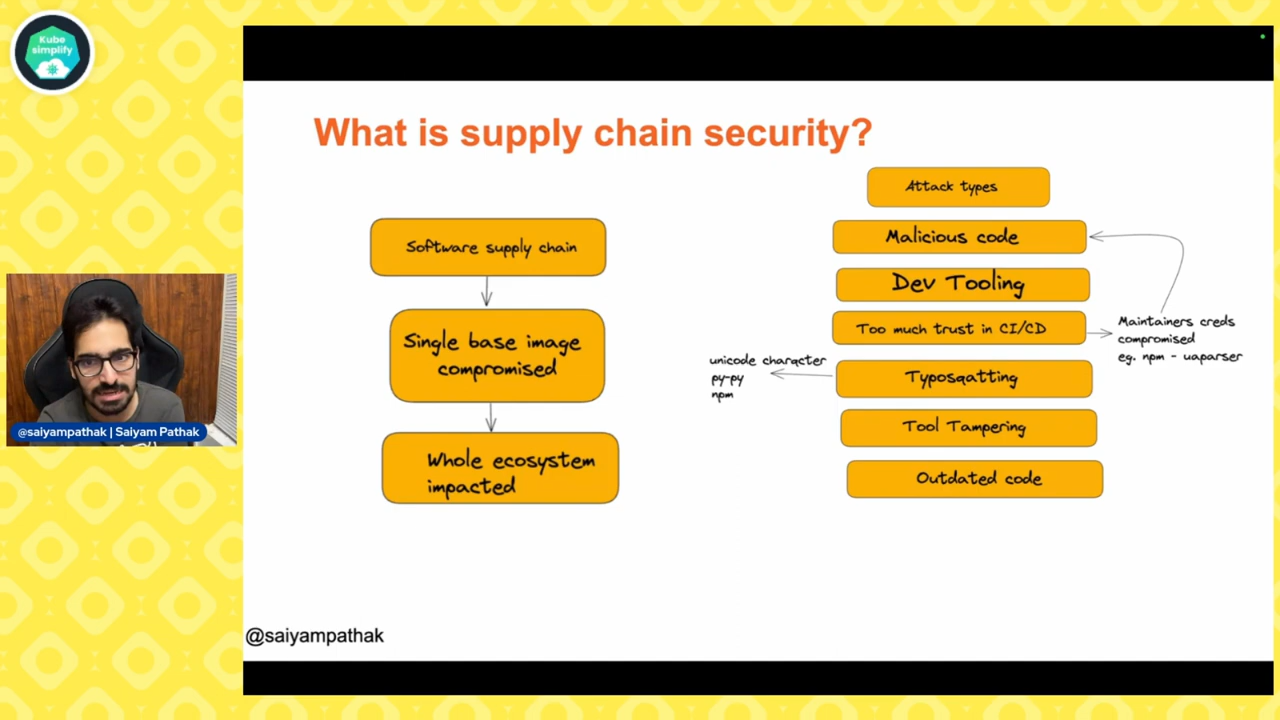 Kube
simplify
What is supply chain security?
Software supply chain
Single base image
compromised
Whole ecosystem
impacted
Attack types
Malicious code
Dev Tooling
Too much trust in CI/CD
Maintainers creds
compromised
eg. npm - uaparser
Typosqatting
unicode character
py-py
npm
Tool Tampering
Outdated code
@saiyampathak | Saiyam Pathak
@saiyampathak